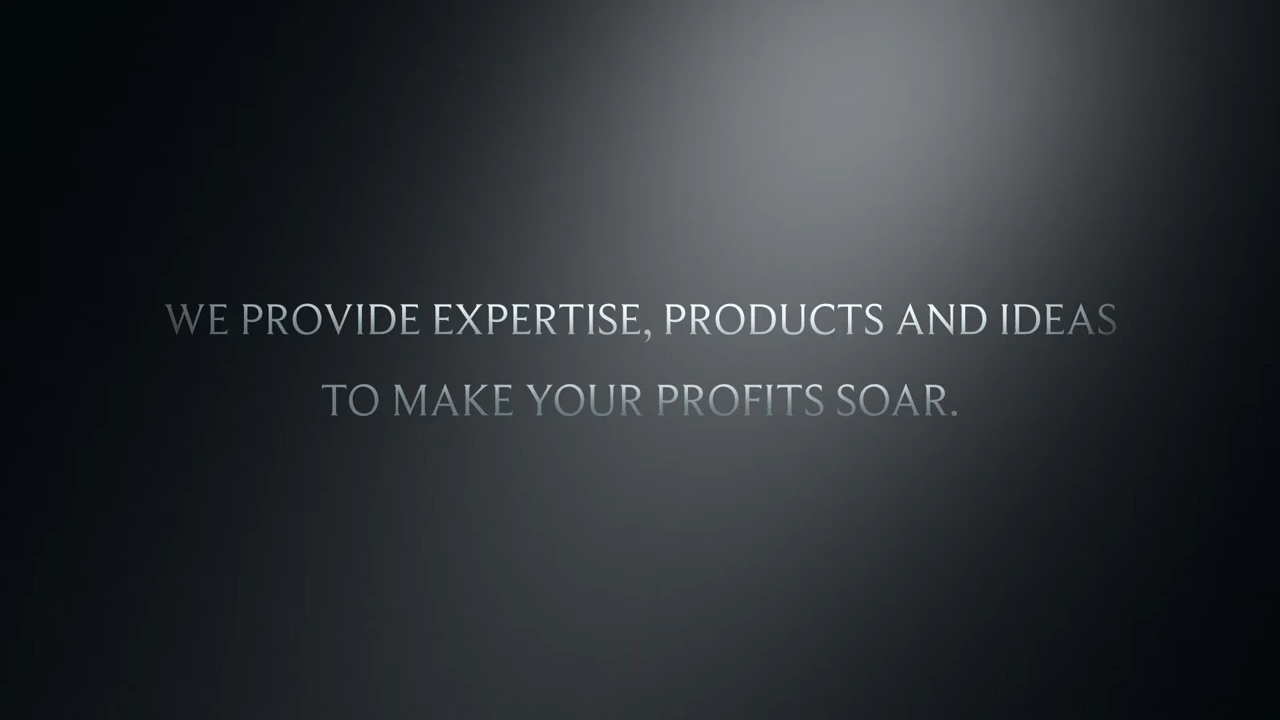 WE PROVIDE EXPERTISE, PRODUCTS AND IDEAS
TO MAKE YOUR PROFITS SOAR.